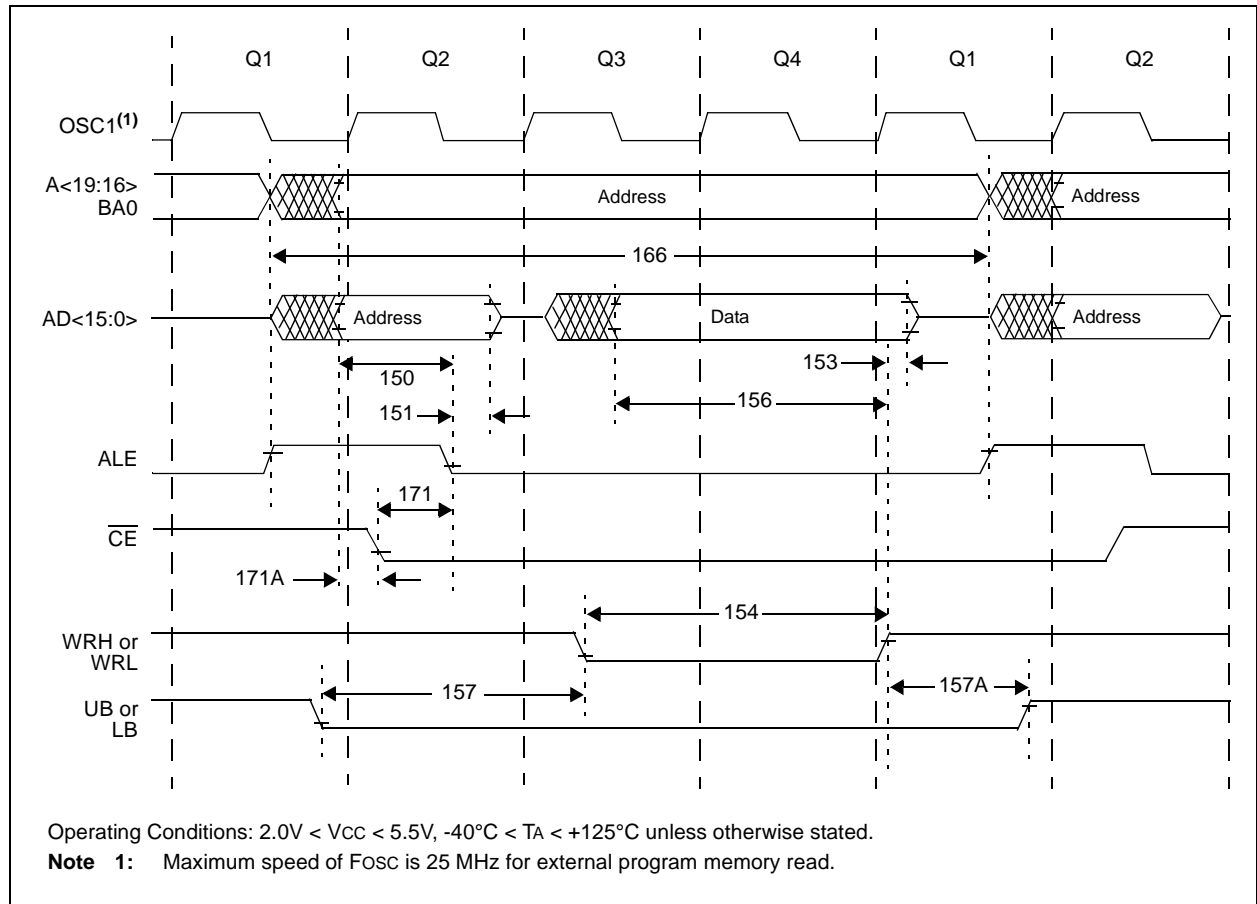 Q1 Q2 Q3 Q4 Q1 Q2
OSC1(1)
A<19:16>
BA0
Address Address
166
AD<15:0>
Address Data Address
150
153
151
156
ALE
171
CE
171A
154
WRH or
WRL
157
157A
UB or
LB
Operating Conditions: 2.0V < VCC < 5.5V, -40°C < TA < +125°C unless otherwise stated.
Note 1: Maximum speed of FOSC is 25 MHz for external program memory read.